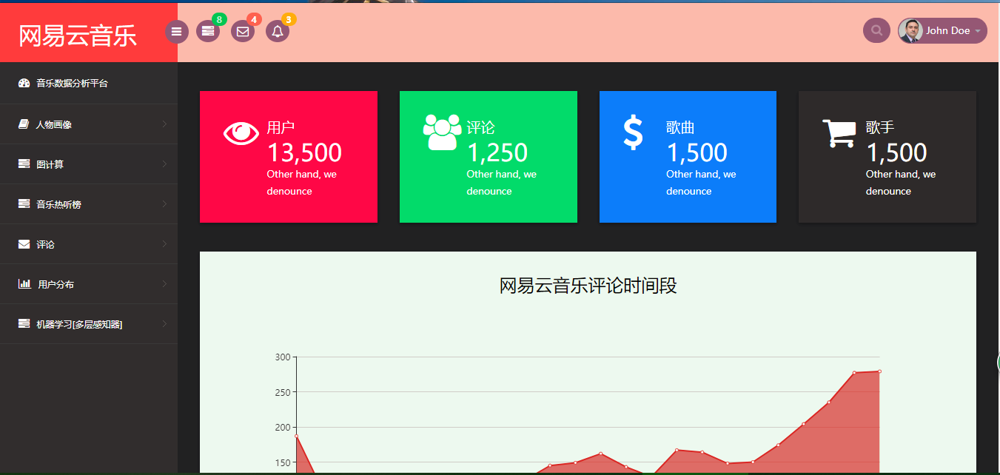 网易云音乐
8
4
3
John Doe
音乐数据分析平台
人物画像
图计算
音乐热听榜
评论
用户分布
机器学习[多层感知器]
用户
13,500
Other hand, we
denounce
评论
1,250
Other hand, we
denounce
歌曲
1,500
Other hand, we
denounce
歌手
1,500
Other hand, we
denounce
网易云音乐评论时间段
300
250
200
150